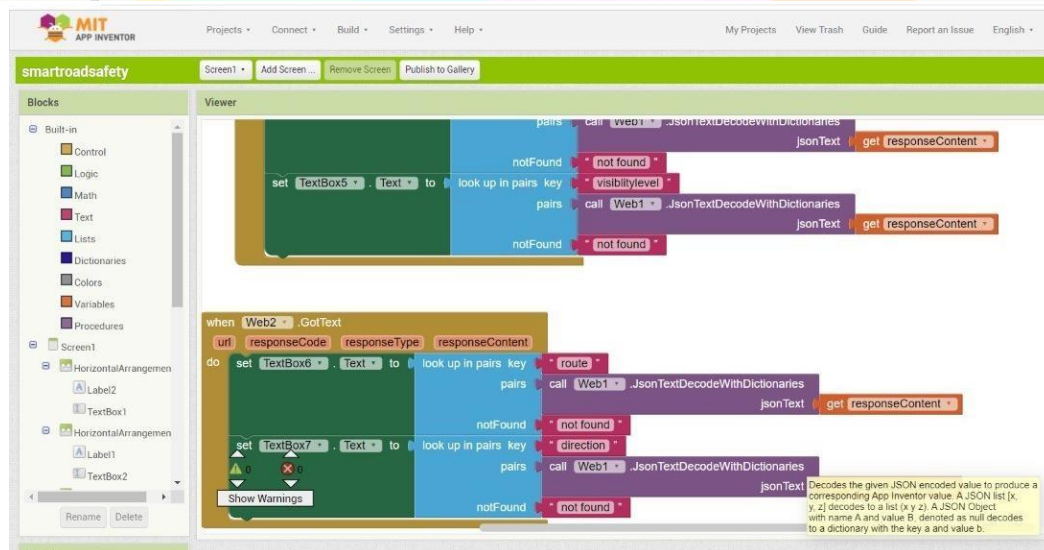 MIT
APP INVENTOR
Projects Connect Build Settings Help My Projects View Trash Guide Report an Issue English
smartroadsafety Screen1 Add Screen ... Remove Screen Publish to Gallery
Blocks
Viewer
Built-in
Control
Logic
Math
Text
Lists
Dictionaries
Colors
Variables
Procedures
Screen1
HorizontalArrangemen
Label2
TextBox1
HorizontalArrangemen
Label1
TextBox2
Rename Delete
pairs call Web1 .JsonTextDecodeWithDictionaries
jsonText get responseContent
notFound " not found "
set TextBox5 . Text to look up in pairs key " visiblitylevel "
pairs call Web1 .JsonTextDecodeWithDictionaries
jsonText get responseContent
notFound " not found "
when Web2 .GotText
url responseCode responseType responseContent
do set TextBox6 . Text to look up in pairs key " route "
pairs call Web1 .JsonTextDecodeWithDictionaries
jsonText get responseContent
notFound " not found "
set TextBox7 . Text to look up in pairs key " direction "
pairs call Web1 .JsonTextDecodeWithDictionaries
jsonText
notFound " not found "
0 0
Show Warnings
Decodes the given JSON encoded value to produce a
corresponding App Inventor value. A JSON list [x,
y, z] decodes to a list (x y z). A JSON Object
with name A and value B, denoted as null decodes
to a dictionary with the key a and value b.